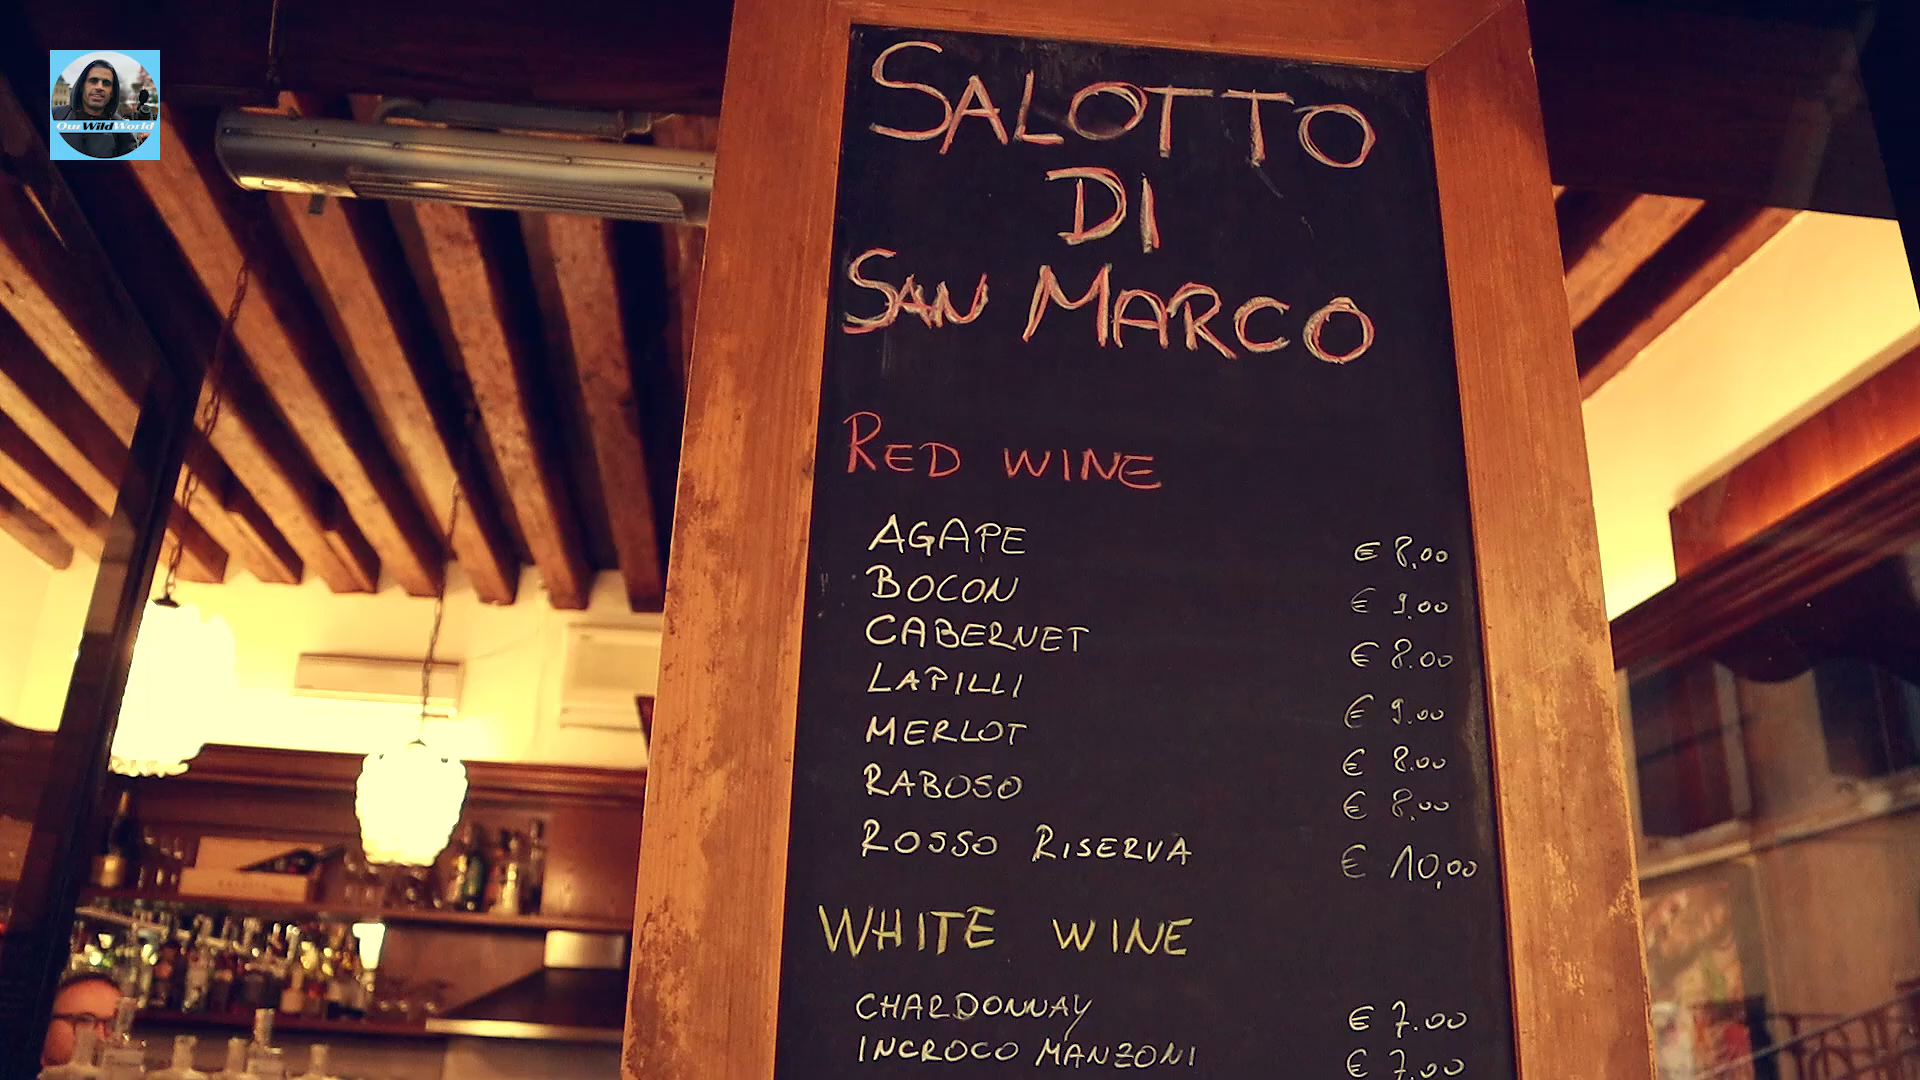 OurWildWorld
SALOTTO
DI
SAN MARCO
RED WINE
AGAPE € 8,00
BOCON € 9.00
CABERNET € 8.00
LAPILLI € 9.00
MERLOT € 8.00
RABOSO € 8,00
ROSSO RISERVA € 10,00
WHITE WINE
CHARDONNAY € 7.00
INCROCO MANZONI € 7.00